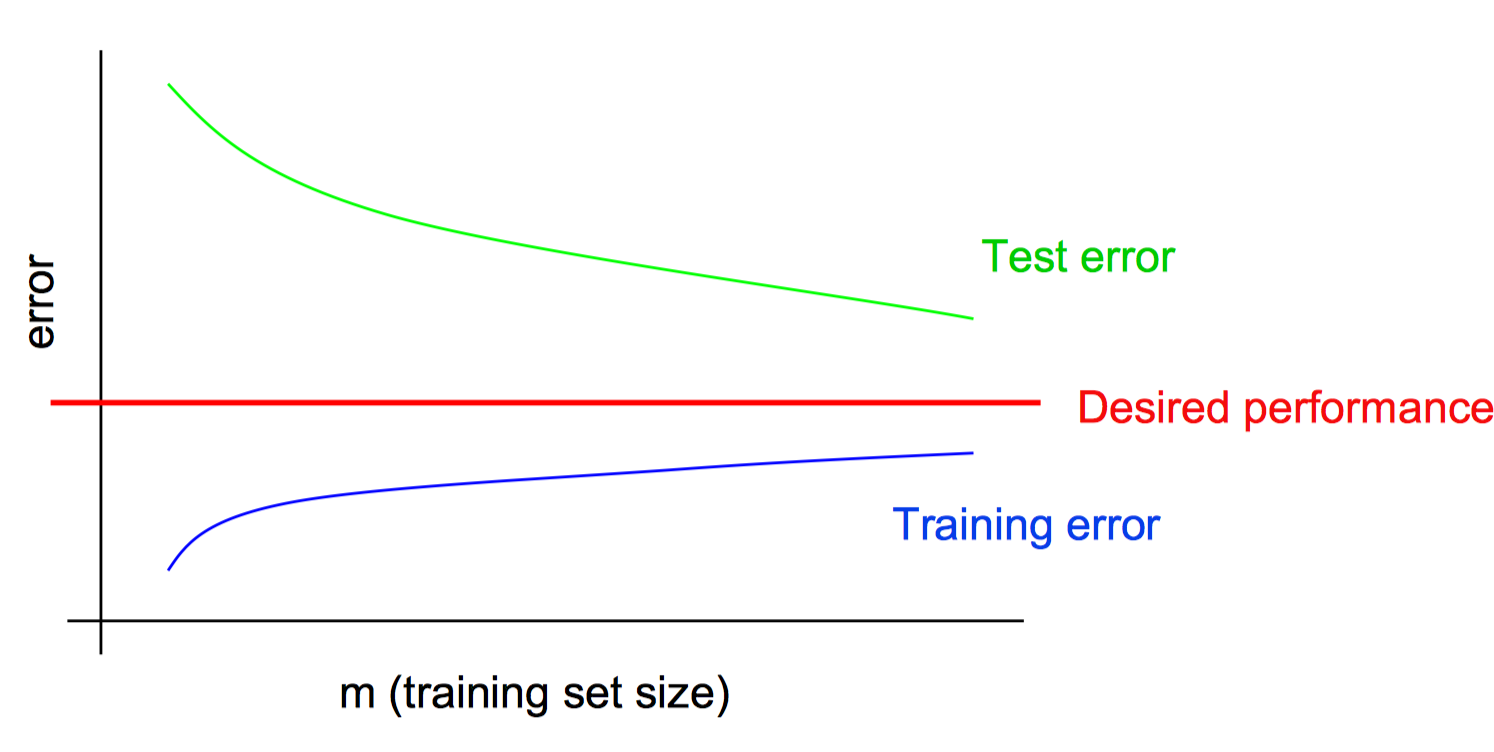 error
Test error
Desired performance
Training error
m (training set size)